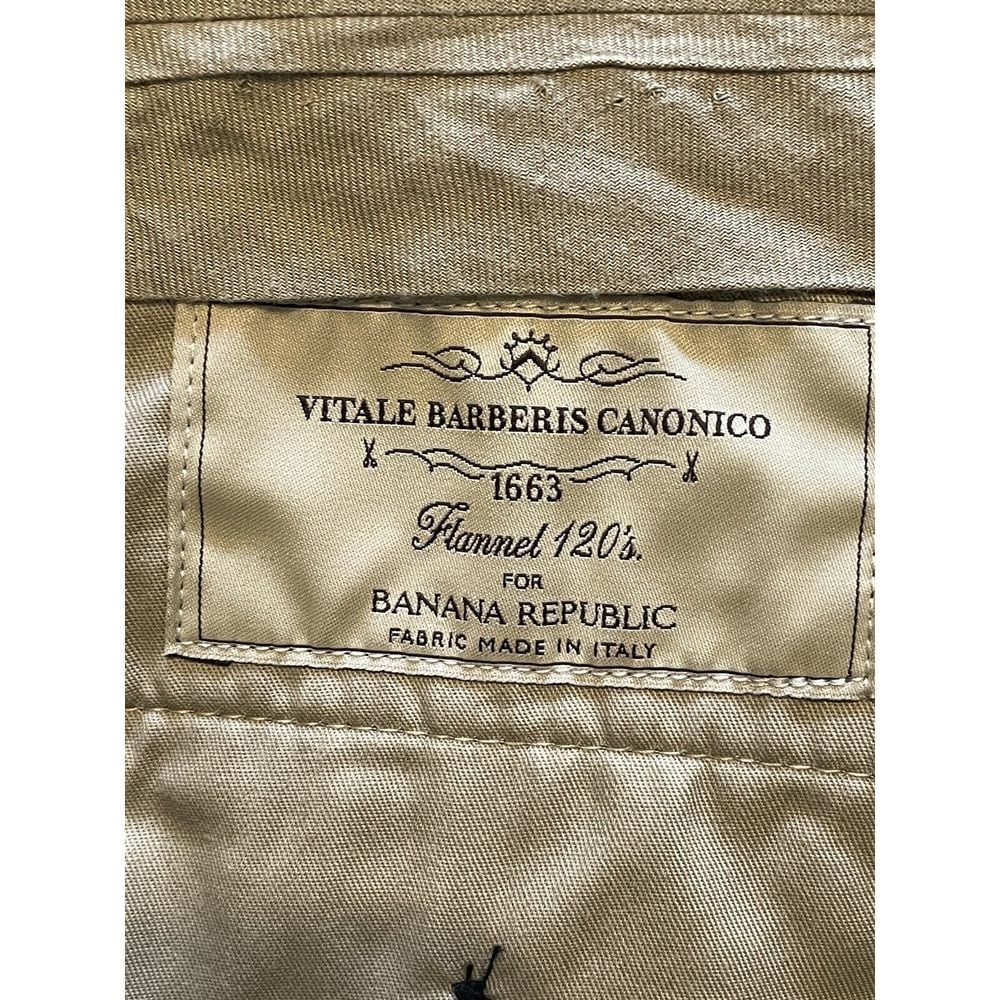 VITALE BARBERIS CANONICO
1663
Flannel 120's.
FOR
BANANA REPUBLIC
FABRIC MADE IN ITALY